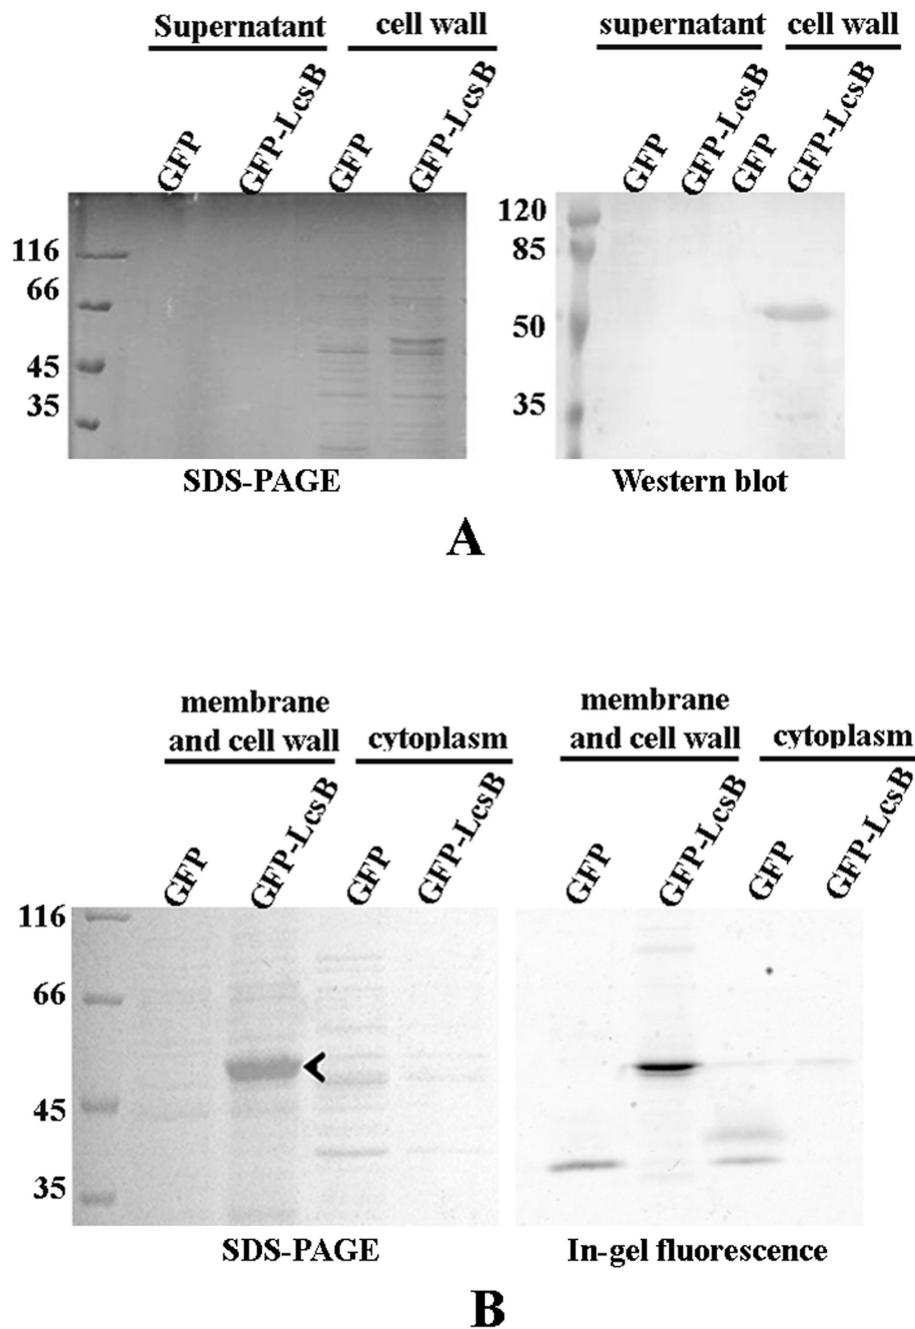 Supernatant cell wall
GFP GFP-LcsB GFP GFP-LcsB
116
66
45
35
SDS-PAGE
supernatant cell wall
GFP GFP-LcsB GFP GFP-LcsB
120
85
50
35
Western blot
A
membrane
and cell wall cytoplasm
GFP GFP-LcsB GFP GFP-LcsB
116
66
45
35
SDS-PAGE
membrane
and cell wall cytoplasm
GFP GFP-LcsB GFP GFP-LcsB
In-gel fluorescence
B